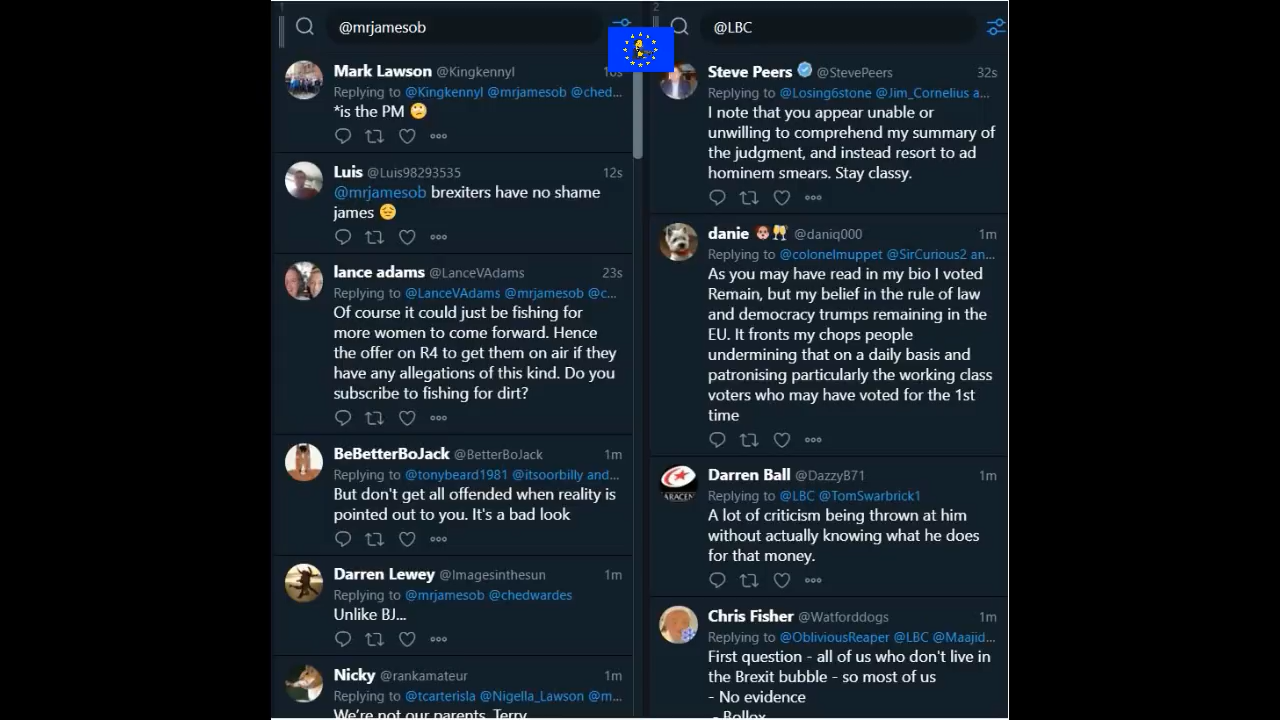 1
@mrjamesob
Mark Lawson @Kingkennyl 10s
Replying to @Kingkennyl @mrjamesob @ched...
*is the PM
Luis @Luis98293535 12s
@mrjamesob brexiters have no shame
james
lance adams @LanceVAdams 23s
Replying to @LanceVAdams @mrjamesob @c...
Of course it could just be fishing for
more women to come forward. Hence
the offer on R4 to get them on air if they
have any allegations of this kind. Do you
subscribe to fishing for dirt?
BeBetterBoJack @BetterBoJack 1m
Replying to @tonybeard1981 @itsoorbilly and...
But don't get all offended when reality is
pointed out to you. It's a bad look
Darren Lewey @Imagesinthesun 1m
Replying to @mrjamesob @chedwardes
Unlike BJ...
Nicky @rankamateur 1m
Replying to @tcarterisla @Nigella_Lawson @m...
We're not our parents, Terry
2
@LBC
Steve Peers @StevePeers 32s
Replying to @Losing6stone @Jim_Cornelius a...
I note that you appear unable or
unwilling to comprehend my summary of
the judgment, and instead resort to ad
hominem smears. Stay classy.
danie @daniq000 1m
Replying to @colonelmuppet @SirCurious2 an...
As you may have read in my bio I voted
Remain, but my belief in the rule of law
and democracy trumps remaining in the
EU. It fronts my chops people
undermining that on a daily basis and
patronising particularly the working class
voters who may have voted for the 1st
time
Darren Ball @DazzyB71 1m
Replying to @LBC @TomSwarbrick1
A lot of criticism being thrown at him
without actually knowing what he does
for that money.
Chris Fisher @Watforddogs 1m
Replying to @ObliviousReaper @LBC @Maajid...
First question - all of us who don't live in
the Brexit bubble - so most of us
- No evidence
- Bollox